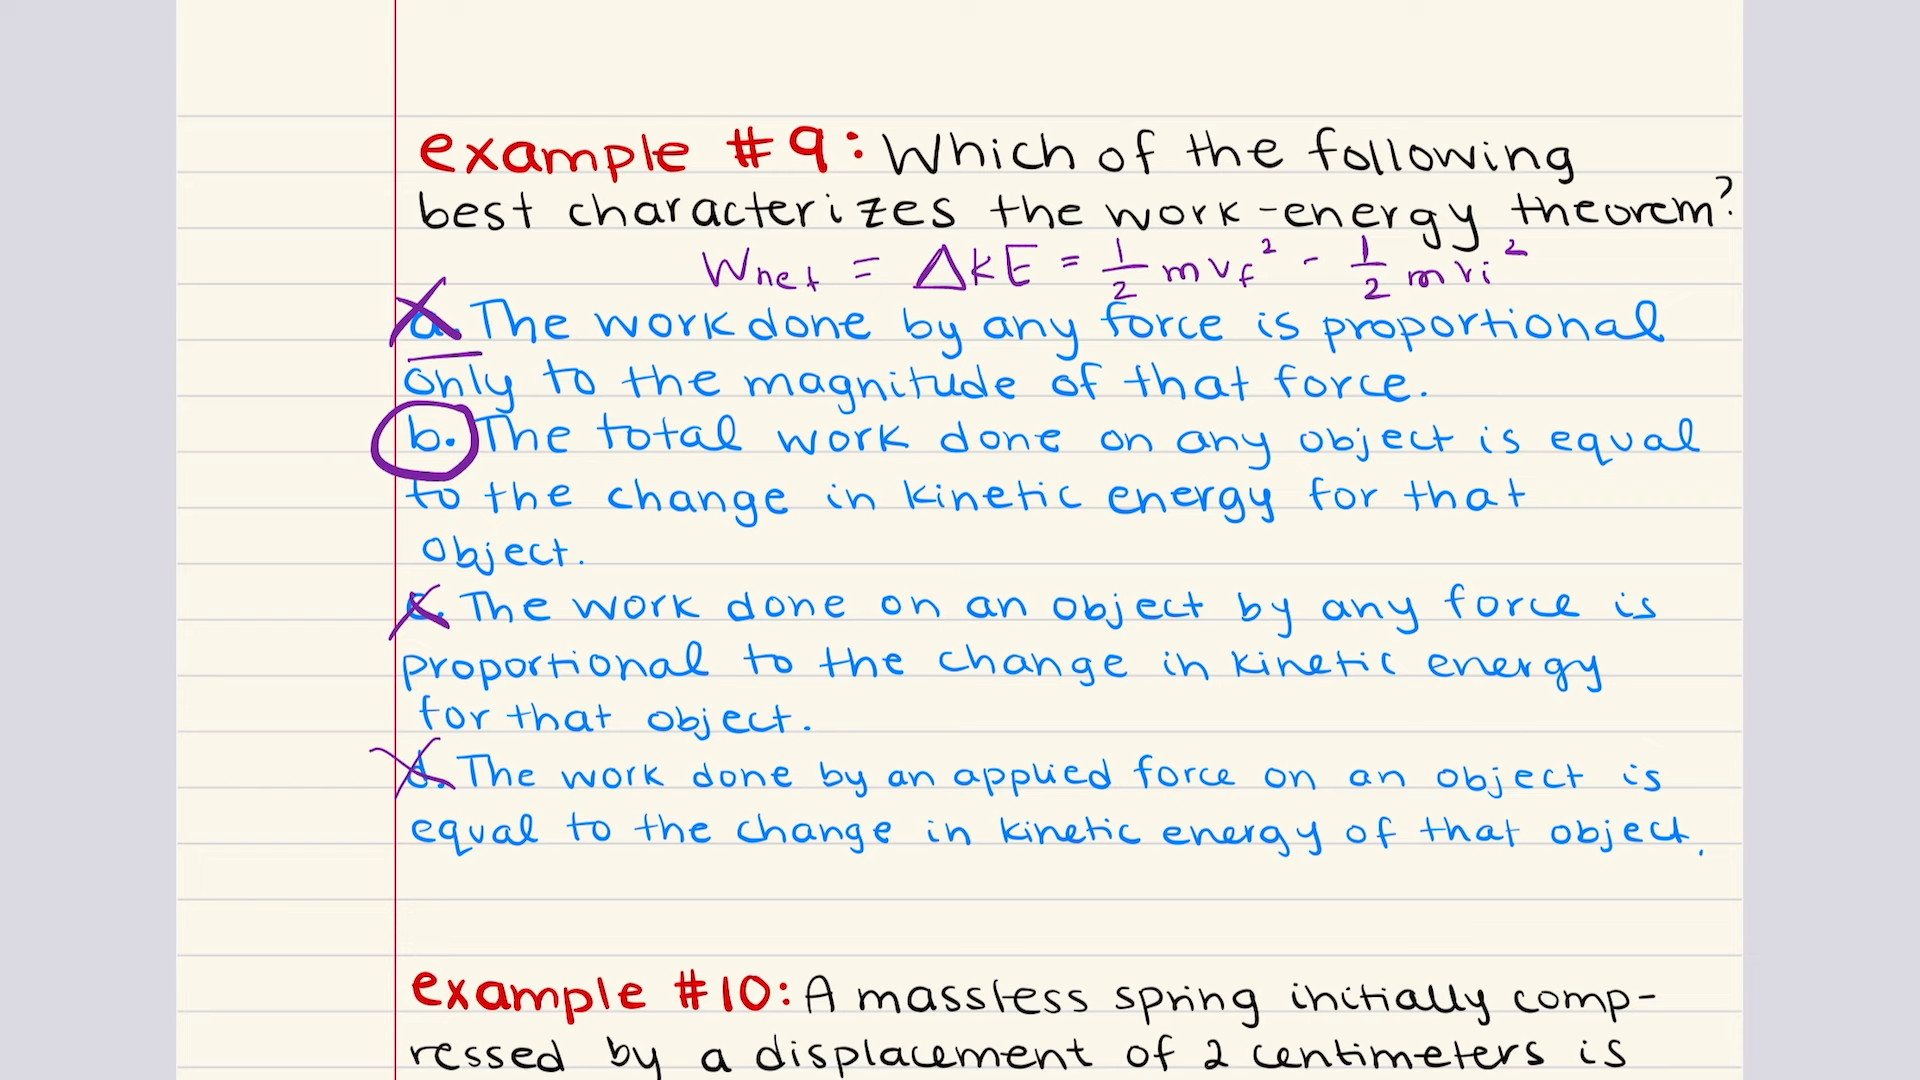 example #9: Which of the following
best characterizes the work-energy theorem?
Wnet = ΔKE = 1/2 mvf² - 1/2 mvi²
a. The work done by any force is proportional
only to the magnitude of that force.
b. The total work done on any object is equal
to the change in kinetic energy for that
object.
c. The work done on an object by any force is
proportional to the change in kinetic energy
for that object.
d. The work done by an applied force on an object is
equal to the change in kinetic energy of that object.
example #10: A massless spring initially comp-
ressed by a displacement of 2 centimeters is